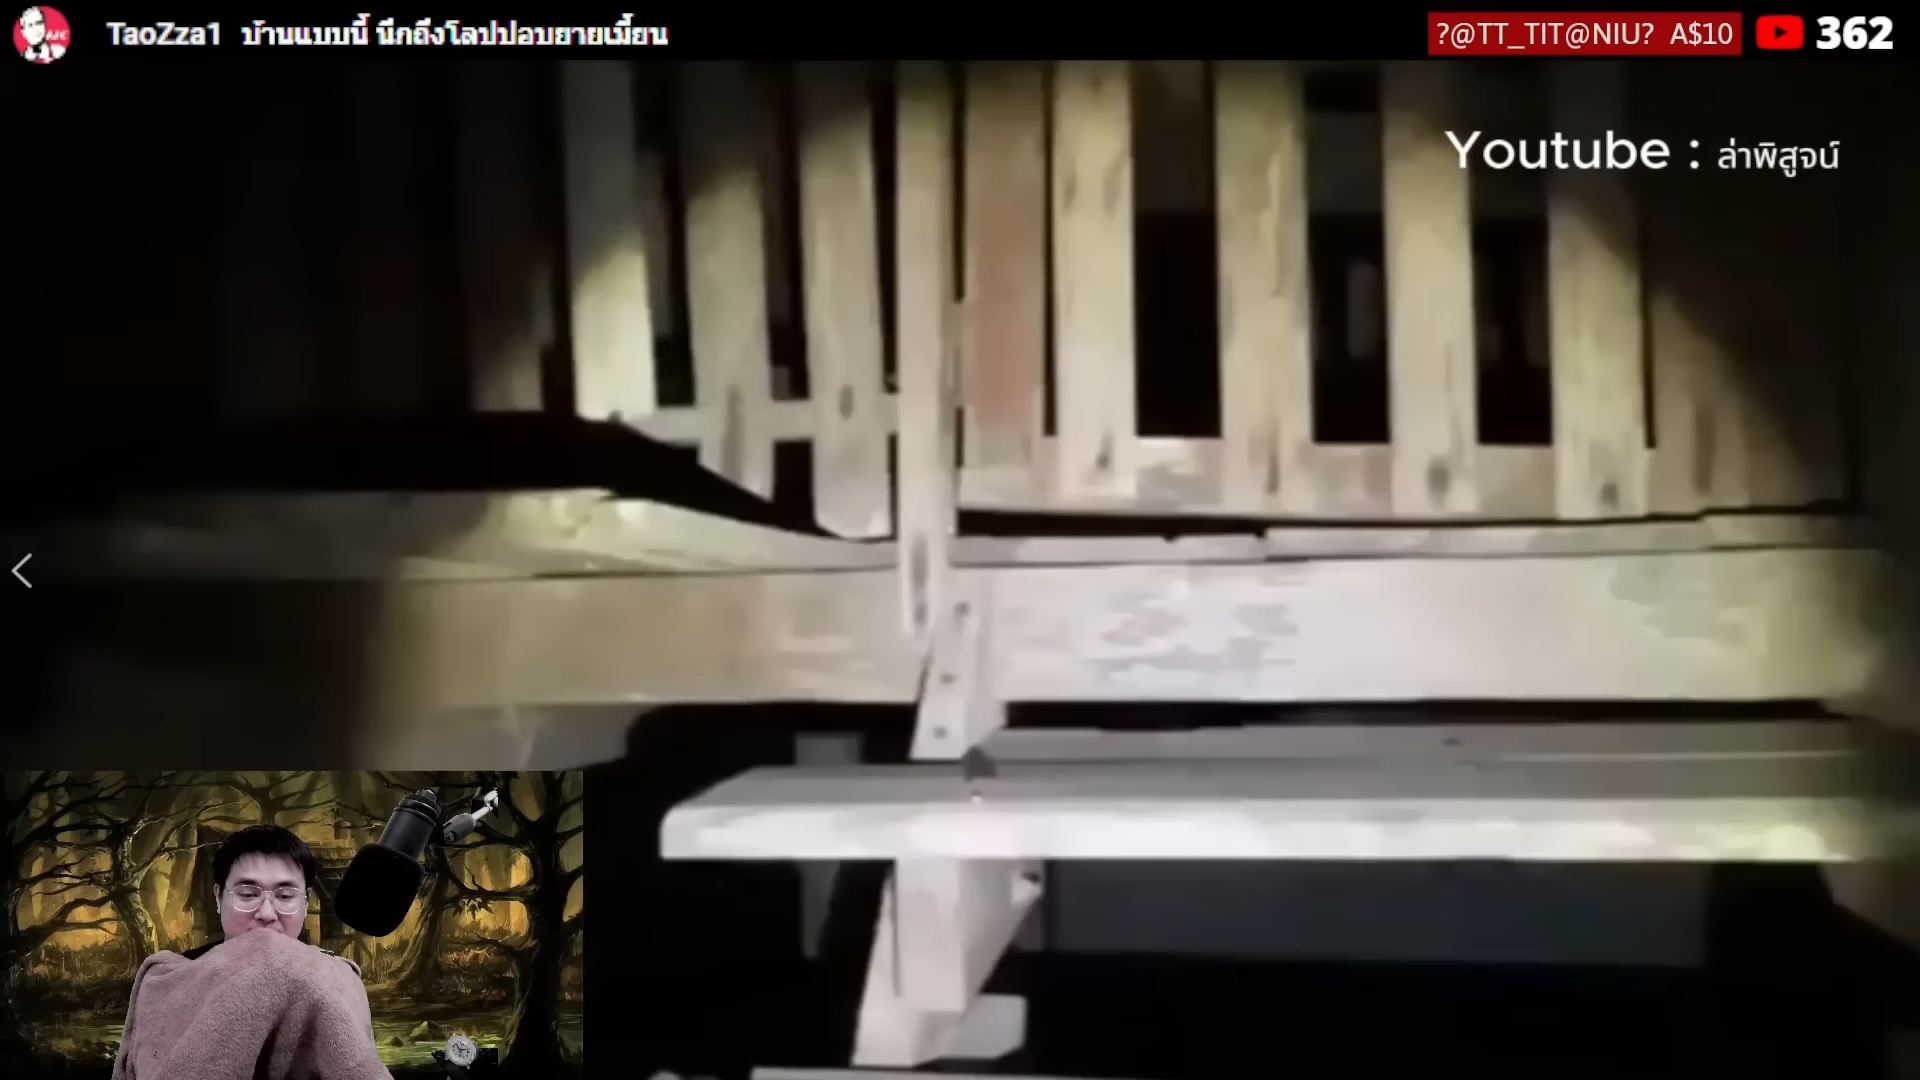 TaoZza1 บ้านแบบนี้ นึกถึงโลปปอบยายเมี้ยน
?@TT_TIT@NIU? A$10 362
Youtube : ล่าพิสูจน์